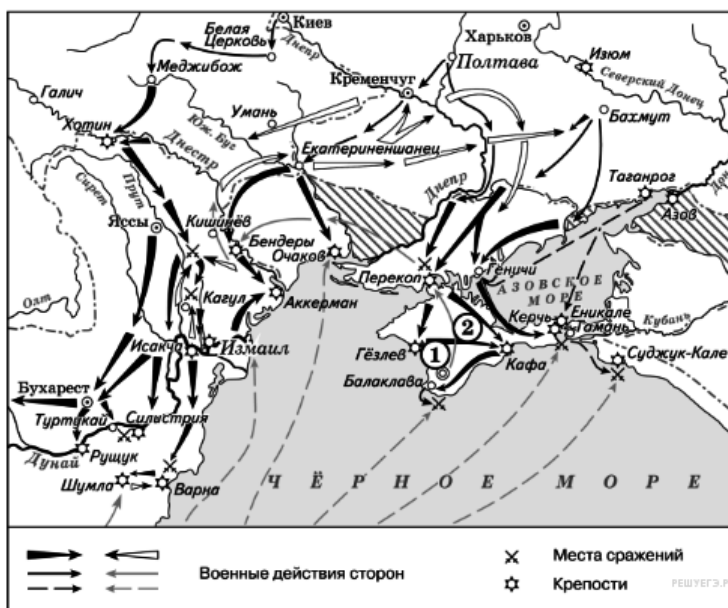 Киев
Белая
Церковь
Днепр
Харьков
Изюм
Полтава
Северский Донец
Меджибож
Кременчуг
Галич
Умань
Бахмут
Хотин
Юж. Буг
Днестр
Екатериненшанец
Таганрог
Дон
Азов
Сирет
Прут
Днепр
Яссы
Кишинёв
Бендеры
Очаков
Перекоп
Геничи
АЗОВСКОЕ
МОРЕ
Олт
Кагул
Аккерман
Еникале
Керчь
Тамань
Кубань
2
1
Исакча
Измаил
Гёзлев
Кафа
Суджук-Кале
Бухарест
Балаклава
Туртукай
Силистрия
Дунай
Рущук
Шумла
Варна
ЧЁРНОЕ МОРЕ
Военные действия сторон
Места сражений
Крепости